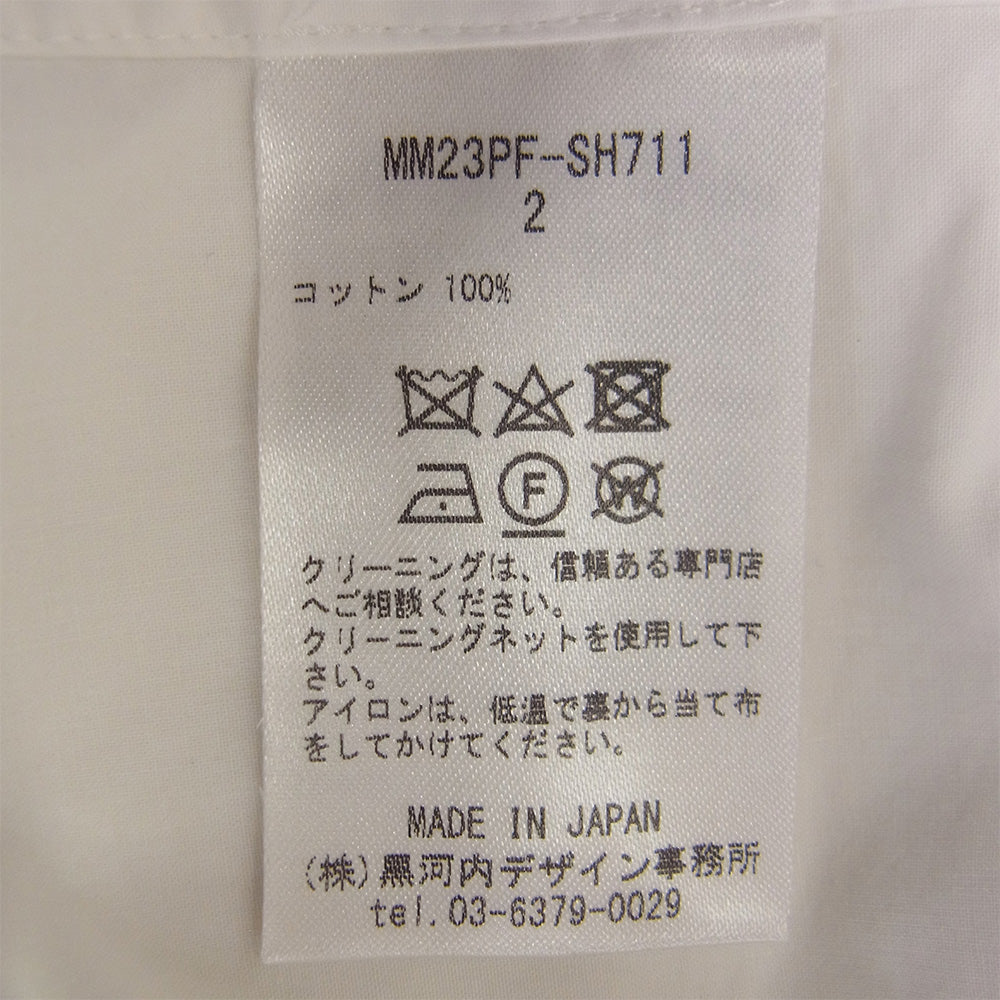 MM23PF-SH711
2
コットン 100%
F
W
クリーニングは、信頼ある専門店
へご相談ください。
クリーニングネットを使用して下
さい。
アイロンは、低温で裏から当て布
をしてかけてください。
MADE IN JAPAN
(株)黒河内デザイン事務所
tel.03-6379-0029